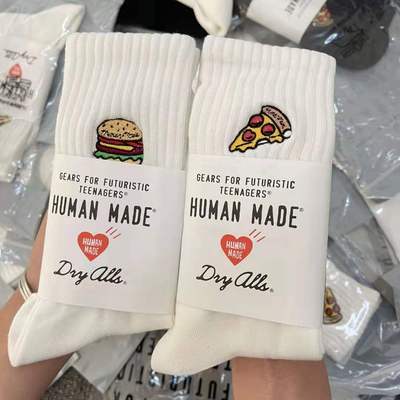 GEARS FOR FUTURISTIC
TEENAGERS®
HUMAN MADE®
HUMAN
MADE
Dry Alls®
GEARS FOR FUTURISTIC
TEENAGERS®
HUMAN MADE®
HUMAN
MADE
Dry Alls®